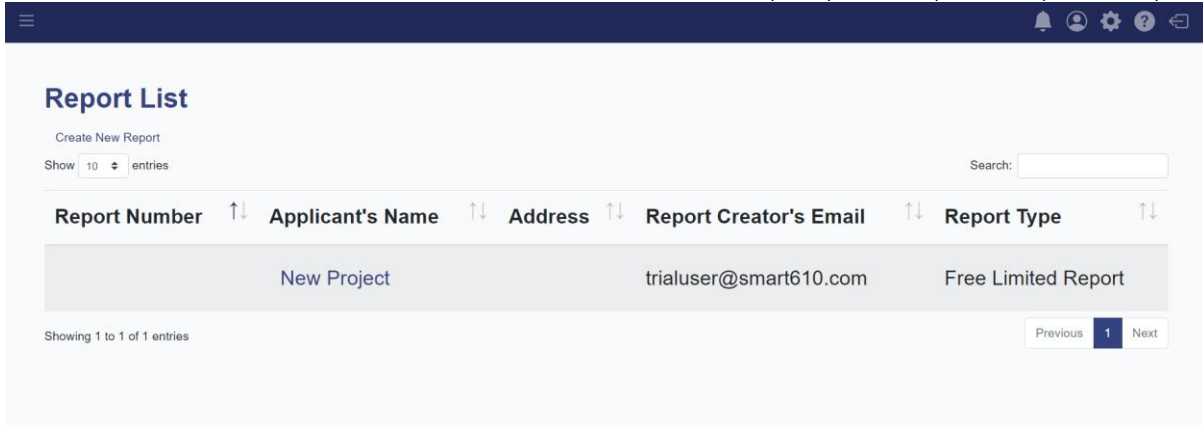 Report List
Create New Report
Show 10 entries
Search:
Report Number Applicant's Name Address Report Creator's Email Report Type
New Project trialuser@smart610.com Free Limited Report
Showing 1 to 1 of 1 entries
Previous 1 Next